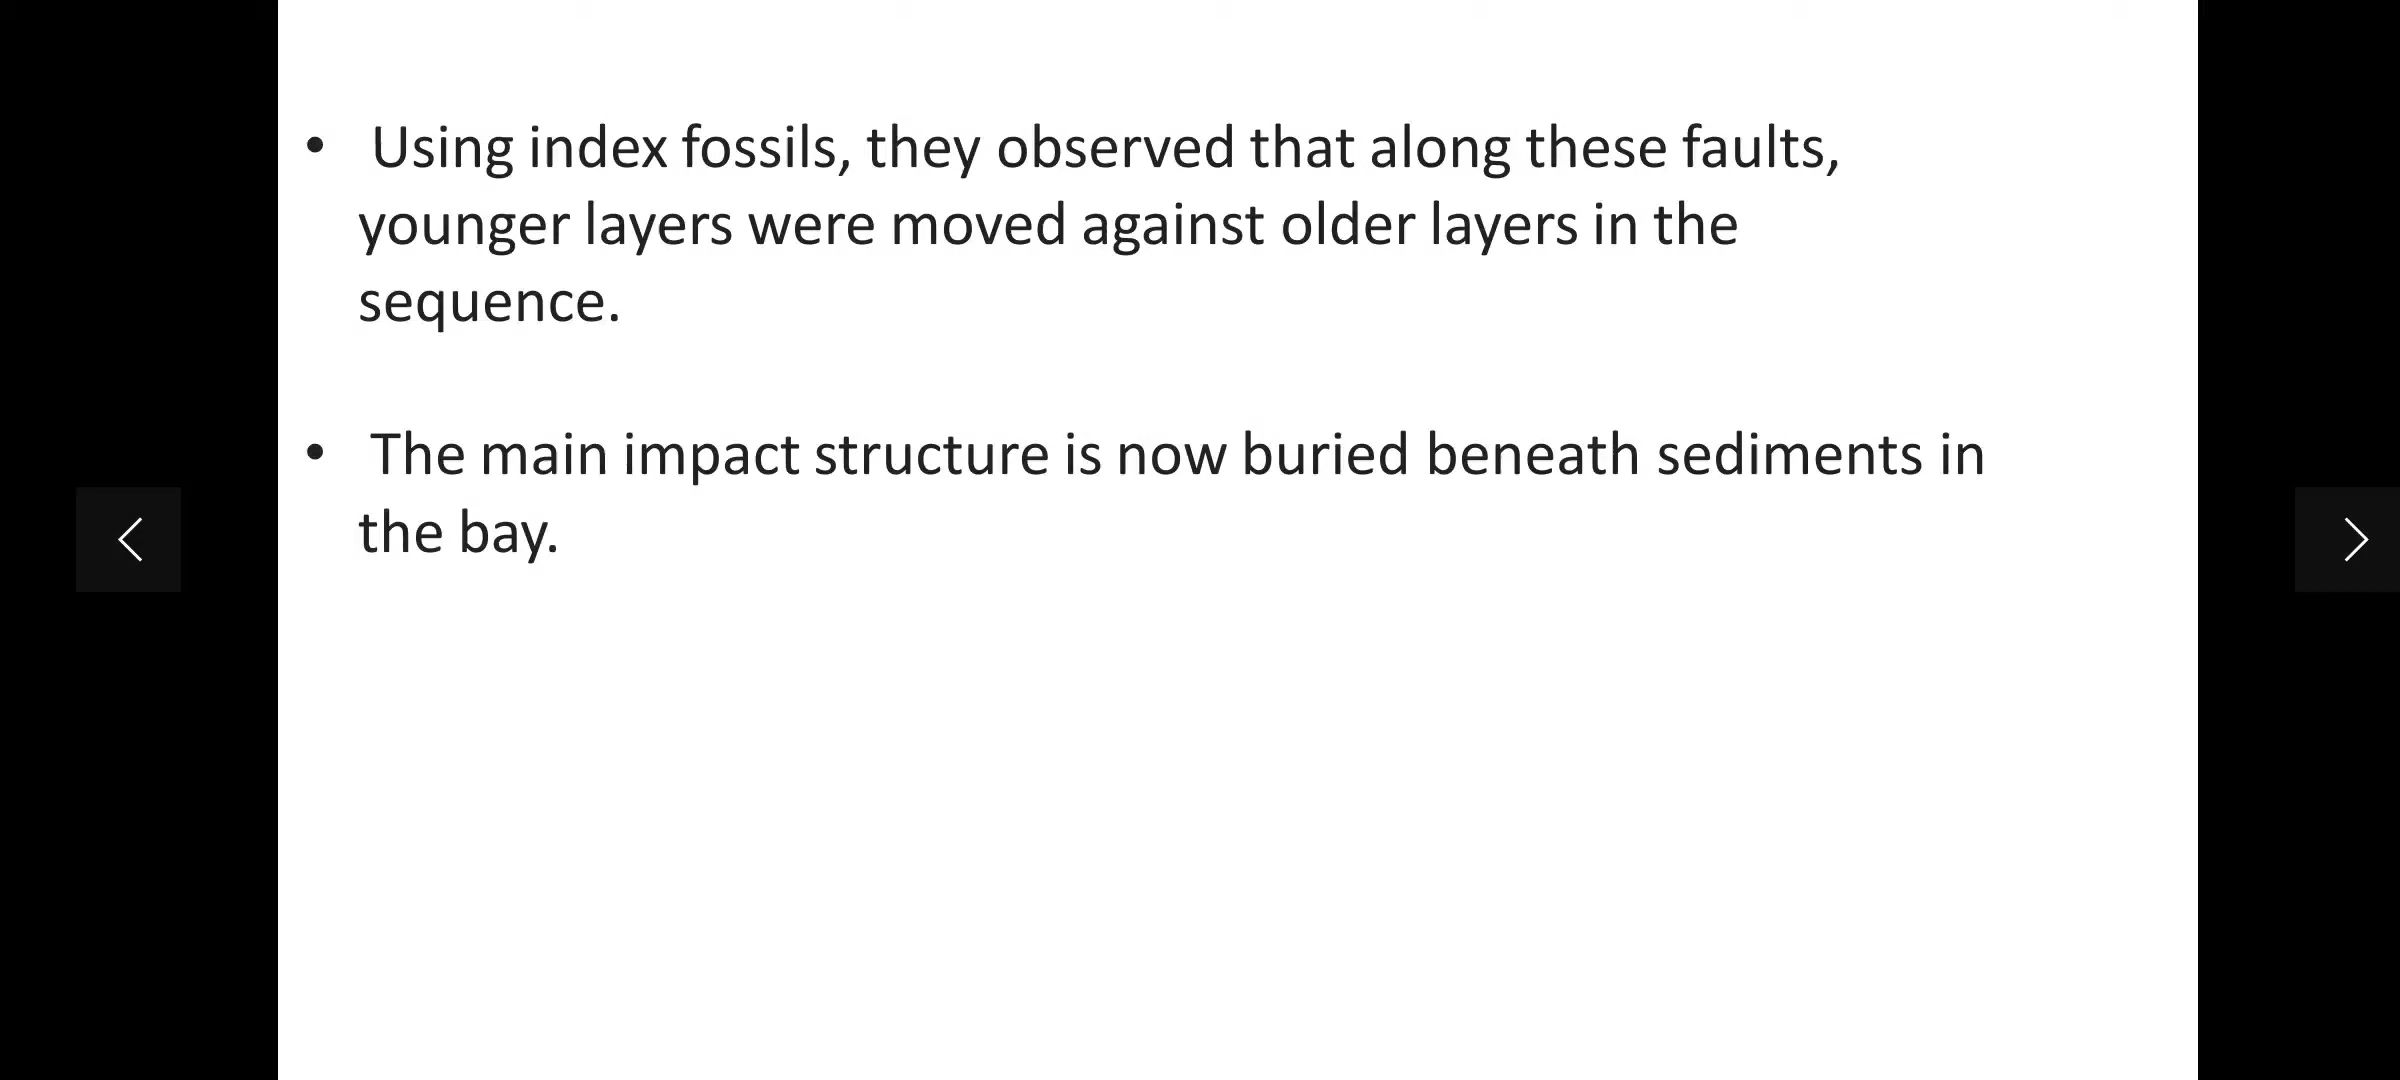 • Using index fossils, they observed that along these faults,
younger layers were moved against older layers in the
sequence.
• The main impact structure is now buried beneath sediments in
the bay.